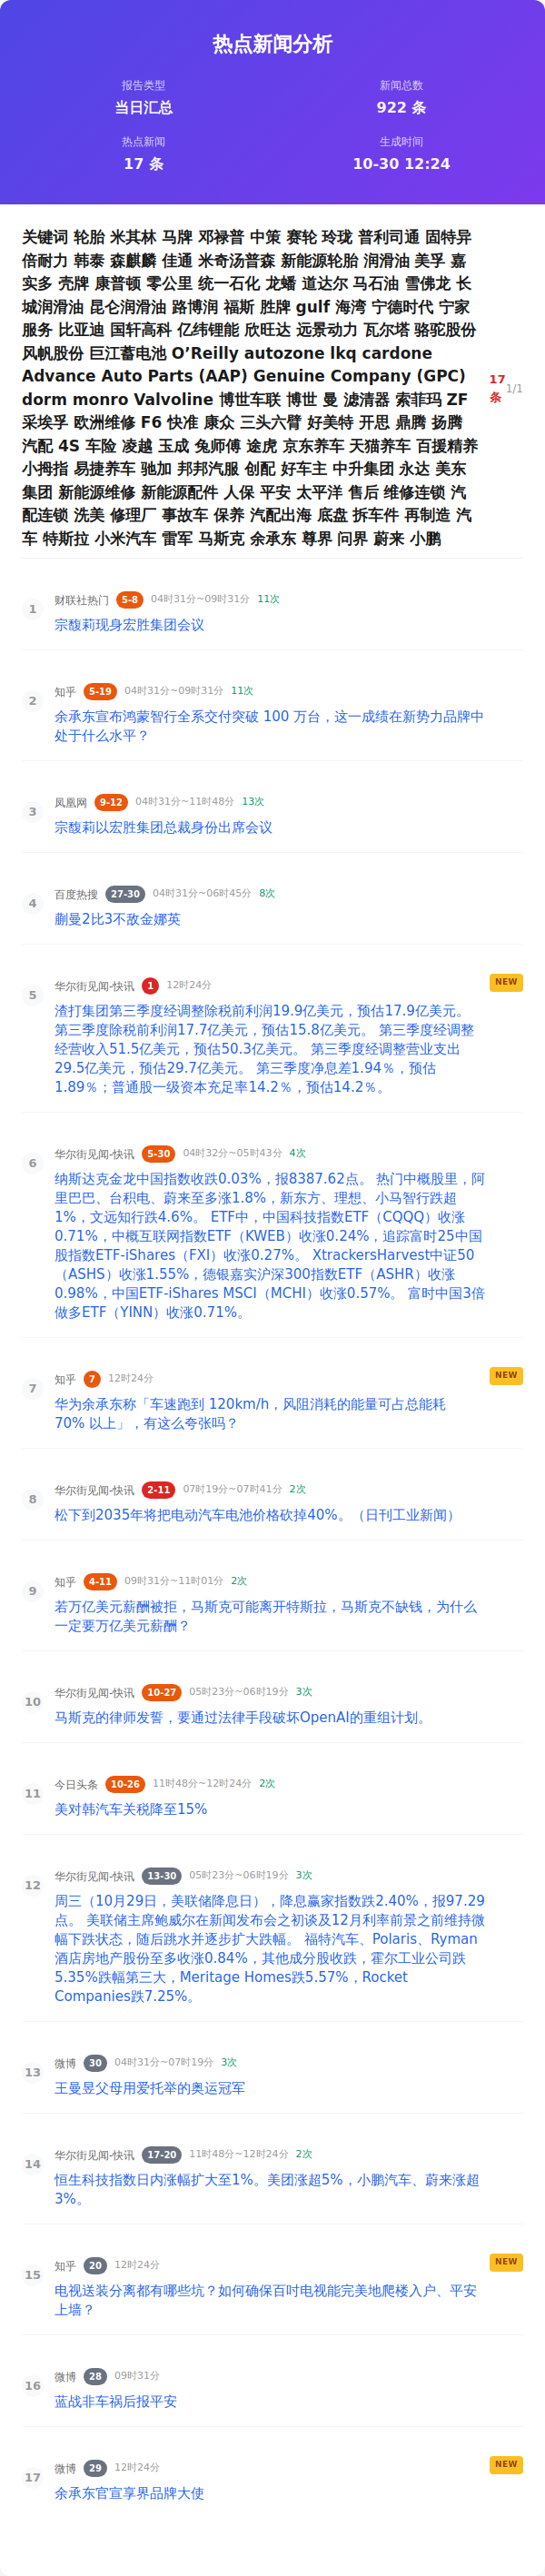 热点新闻分析
报告类型
当日汇总
新闻总数
922 条
热点新闻
17 条
生成时间
10-30 12:24
关键词 轮胎 米其林 马牌 邓禄普 中策 赛轮 玲珑 普利司通 固特异
倍耐力 韩泰 森麒麟 佳通 米奇汤普森 新能源轮胎 润滑油 美孚 嘉
实多 壳牌 康普顿 零公里 统一石化 龙蟠 道达尔 马石油 雪佛龙 长
城润滑油 昆仑润滑油 路博润 福斯 胜牌 gulf 海湾 宁德时代 宁家
服务 比亚迪 国轩高科 亿纬锂能 欣旺达 远景动力 瓦尔塔 骆驼股份
风帆股份 巨江蓄电池 O’Reilly autozone lkq cardone
Advance Auto Parts (AAP) Genuine Company (GPC)
dorm monro Valvoline 博世车联 博世 曼 滤清器 索菲玛 ZF
采埃孚 欧洲维修 F6 快准 康众 三头六臂 好美特 开思 鼎腾 扬腾
汽配 4S 车险 凌越 玉成 兔师傅 途虎 京东养车 天猫养车 百援精养
小拇指 易捷养车 驰加 邦邦汽服 创配 好车主 中升集团 永达 美东
集团 新能源维修 新能源配件 人保 平安 太平洋 售后 维修连锁 汽
配连锁 洗美 修理厂 事故车 保养 汽配出海 底盘 拆车件 再制造 汽
车 特斯拉 小米汽车 雷军 马斯克 余承东 尊界 问界 蔚来 小鹏
17
条
1/1
1
财联社热门 5-8 04时31分~09时31分 11次
宗馥莉现身宏胜集团会议
2
知乎 5-19 04时31分~09时31分 11次
余承东宣布鸿蒙智行全系交付突破 100 万台，这一成绩在新势力品牌中
处于什么水平？
3
凤凰网 9-12 04时31分~11时48分 13次
宗馥莉以宏胜集团总裁身份出席会议
4
百度热搜 27-30 04时31分~06时45分 8次
蒯曼2比3不敌金娜英
5
华尔街见闻-快讯 1 12时24分
NEW
渣打集团第三季度经调整除税前利润19.9亿美元，预估17.9亿美元。
第三季度除税前利润17.7亿美元，预估15.8亿美元。 第三季度经调整
经营收入51.5亿美元，预估50.3亿美元。 第三季度经调整营业支出
29.5亿美元，预估29.7亿美元。 第三季度净息差1.94％，预估
1.89％；普通股一级资本充足率14.2％，预估14.2％。
6
华尔街见闻-快讯 5-30 04时32分~05时43分 4次
纳斯达克金龙中国指数收跌0.03%，报8387.62点。 热门中概股里，阿
里巴巴、台积电、蔚来至多涨1.8%，新东方、理想、小马智行跌超
1%，文远知行跌4.6%。 ETF中，中国科技指数ETF（CQQQ）收涨
0.71%，中概互联网指数ETF（KWEB）收涨0.24%，追踪富时25中国
股指数ETF-iShares（FXI）收涨0.27%。 XtrackersHarvest中证50
（ASHS）收涨1.55%，德银嘉实沪深300指数ETF（ASHR）收涨
0.98%，中国ETF-iShares MSCI（MCHI）收涨0.57%。 富时中国3倍
做多ETF（YINN）收涨0.71%。
7
知乎 7 12时24分
NEW
华为余承东称「车速跑到 120km/h，风阻消耗的能量可占总能耗
70% 以上」，有这么夸张吗？
8
华尔街见闻-快讯 2-11 07时19分~07时41分 2次
松下到2035年将把电动汽车电池价格砍掉40%。（日刊工业新闻）
9
知乎 4-11 09时31分~11时01分 2次
若万亿美元薪酬被拒，马斯克可能离开特斯拉，马斯克不缺钱，为什么
一定要万亿美元薪酬？
10
华尔街见闻-快讯 10-27 05时23分~06时19分 3次
马斯克的律师发誓，要通过法律手段破坏OpenAI的重组计划。
11
今日头条 10-26 11时48分~12时24分 2次
美对韩汽车关税降至15%
12
华尔街见闻-快讯 13-30 05时23分~06时19分 3次
周三（10月29日，美联储降息日），降息赢家指数跌2.40%，报97.29
点。 美联储主席鲍威尔在新闻发布会之初谈及12月利率前景之前维持微
幅下跌状态，随后跳水并逐步扩大跌幅。 福特汽车、Polaris、Ryman
酒店房地产股份至多收涨0.84%，其他成分股收跌，霍尔工业公司跌
5.35%跌幅第三大，Meritage Homes跌5.57%，Rocket
Companies跌7.25%。
13
微博 30 04时31分~07时19分 3次
王曼昱父母用爱托举的奥运冠军
14
华尔街见闻-快讯 17-20 11时48分~12时24分 2次
恒生科技指数日内涨幅扩大至1%。美团涨超5%，小鹏汽车、蔚来涨超
3%。
15
知乎 20 12时24分
NEW
电视送装分离都有哪些坑？如何确保百吋电视能完美地爬楼入户、平安
上墙？
16
微博 28 09时31分
蓝战非车祸后报平安
17
微博 29 12时24分
NEW
余承东官宣享界品牌大使